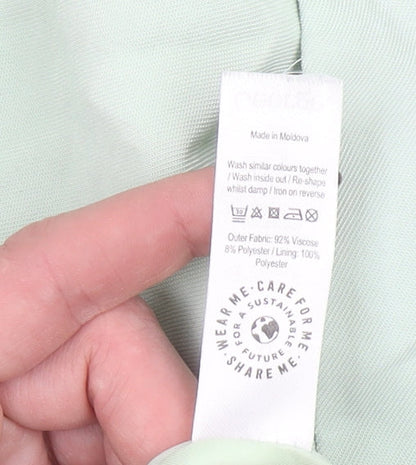 Made in Moldova
Wash similar colours together
/ Wash inside out / Re-shape
whilst damp / Iron on reverse
Outer Fabric: 92% Viscose
8% Polyester / Lining: 100%
Polyester
WEAR ME · CARE FOR ME
· SHARE ME ·
FOR A SUSTAINABLE
FUTURE